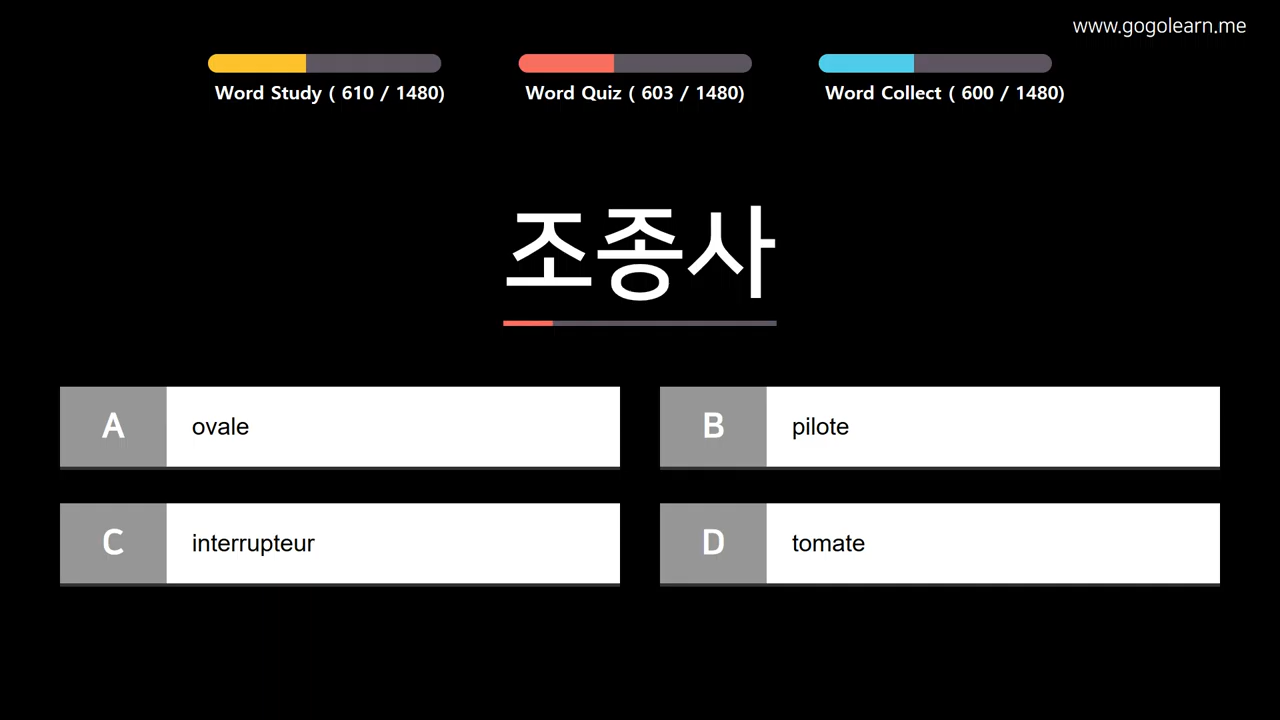 www.gogolearn.me
Word Study ( 610 / 1480)
Word Quiz ( 603 / 1480)
Word Collect ( 600 / 1480)
조종사
A ovale
B pilote
C interrupteur
D tomate